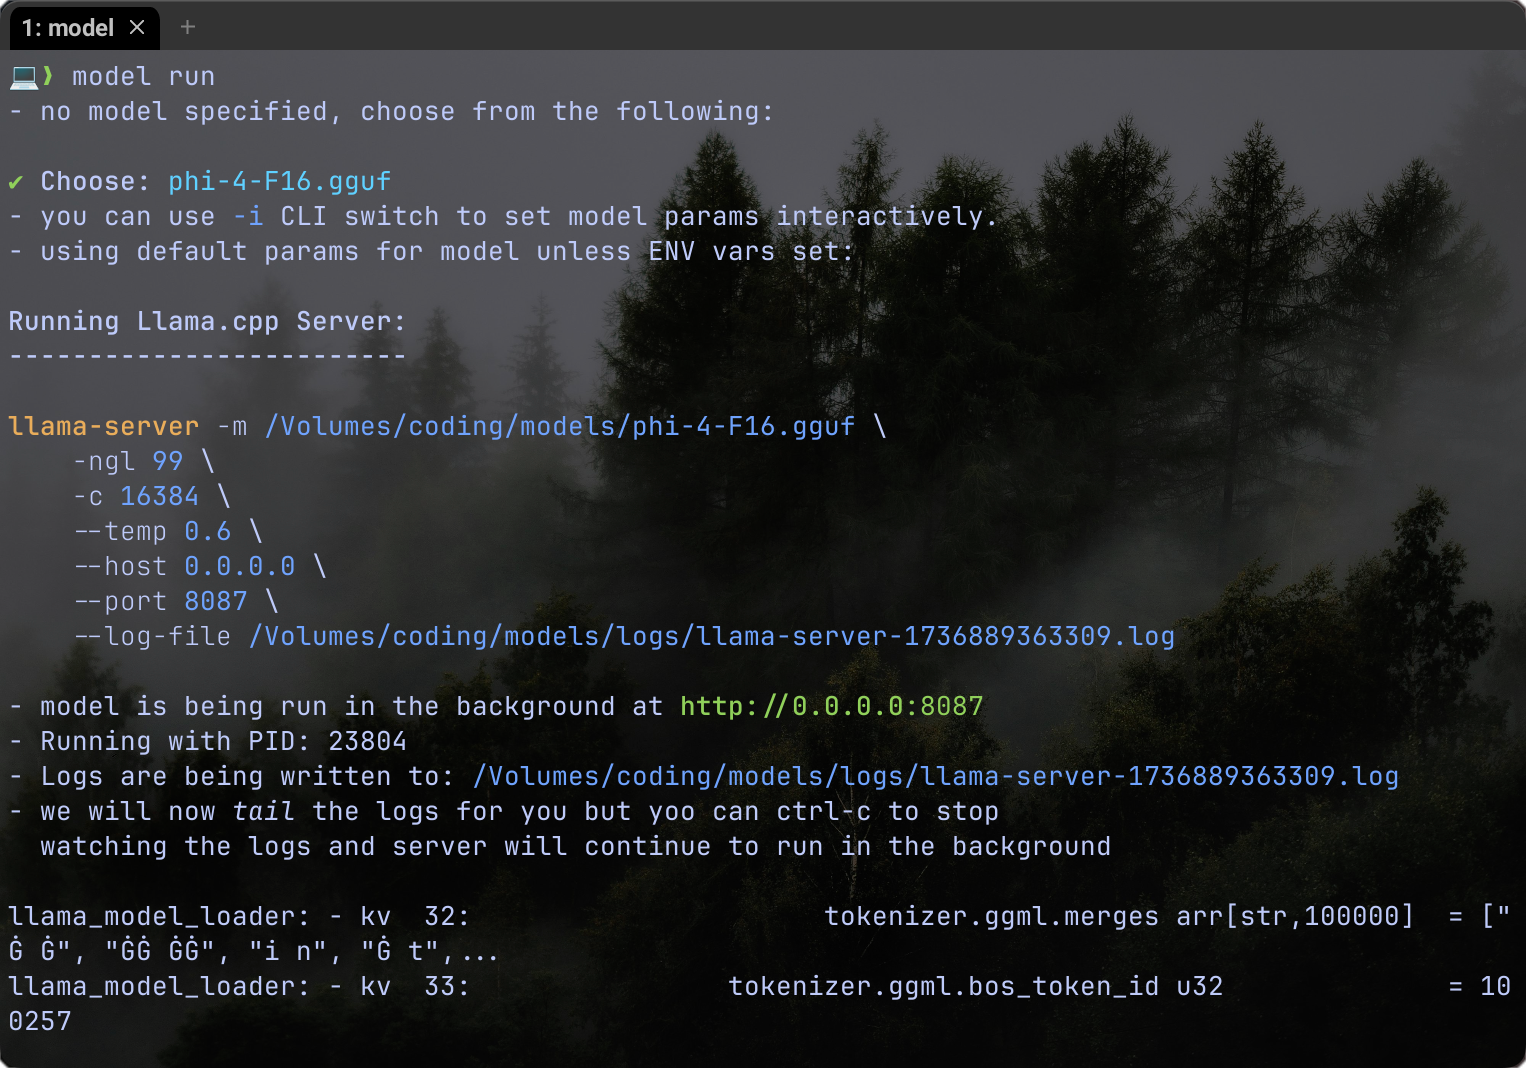 1: model
model run
- no model specified, choose from the following:
✔ Choose: phi-4-F16.gguf
- you can use -i CLI switch to set model params interactively.
- using default params for model unless ENV vars set:
Running Llama.cpp Server:
-------------------------
llama-server -m /Volumes/coding/models/phi-4-F16.gguf \
-ngl 99 \
-c 16384 \
--temp 0.6 \
--host 0.0.0.0 \
--port 8087 \
--log-file /Volumes/coding/models/logs/llama-server-1736889363309.log
- model is being run in the background at http://0.0.0.0:8087
- Running with PID: 23804
- Logs are being written to: /Volumes/coding/models/logs/llama-server-1736889363309.log
- we will now tail the logs for you but yoo can ctrl-c to stop
watching the logs and server will continue to run in the background
llama_model_loader: - kv  32:                      tokenizer.ggml.merges arr[str,100000]  = ["
Ġ Ġ", "ĠĠ ĠĠ", "i n", "Ġ t",...
llama_model_loader: - kv  33:                tokenizer.ggml.bos_token_id u32              = 10
0257